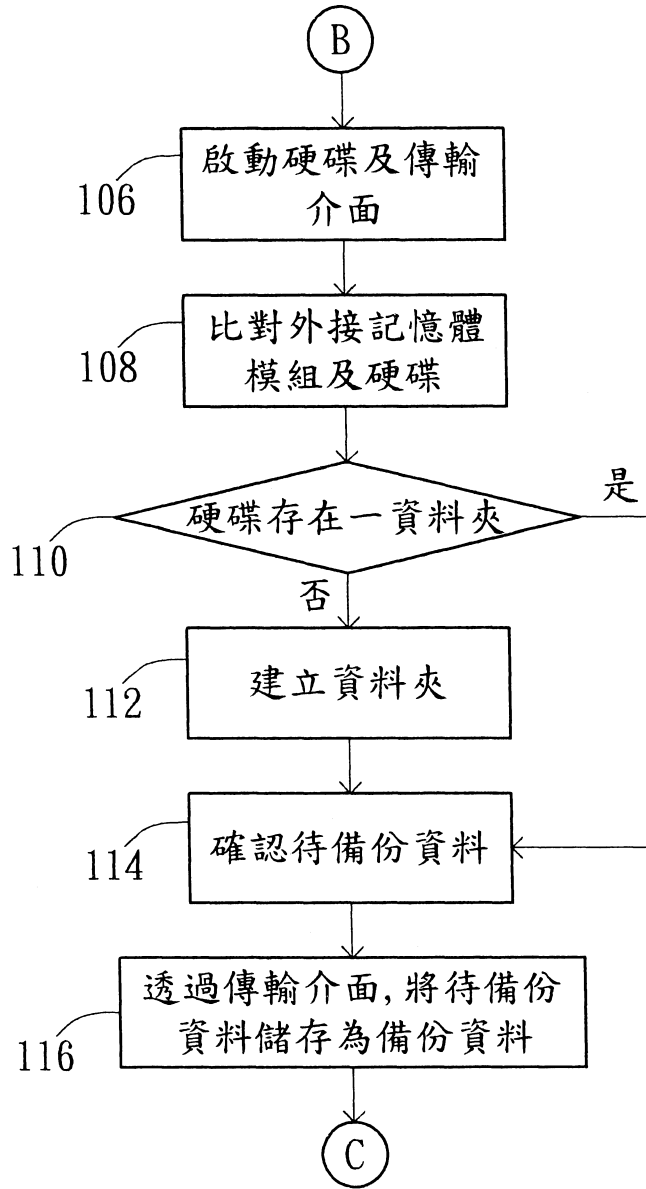 B
106
啟動硬碟及傳輸
介面
108
比對外接記憶體
模組及硬碟
110
硬碟存在一資料夾
是
否
112
建立資料夾
114
確認待備份資料
116
透過傳輸介面,將待備份
資料儲存為備份資料
C